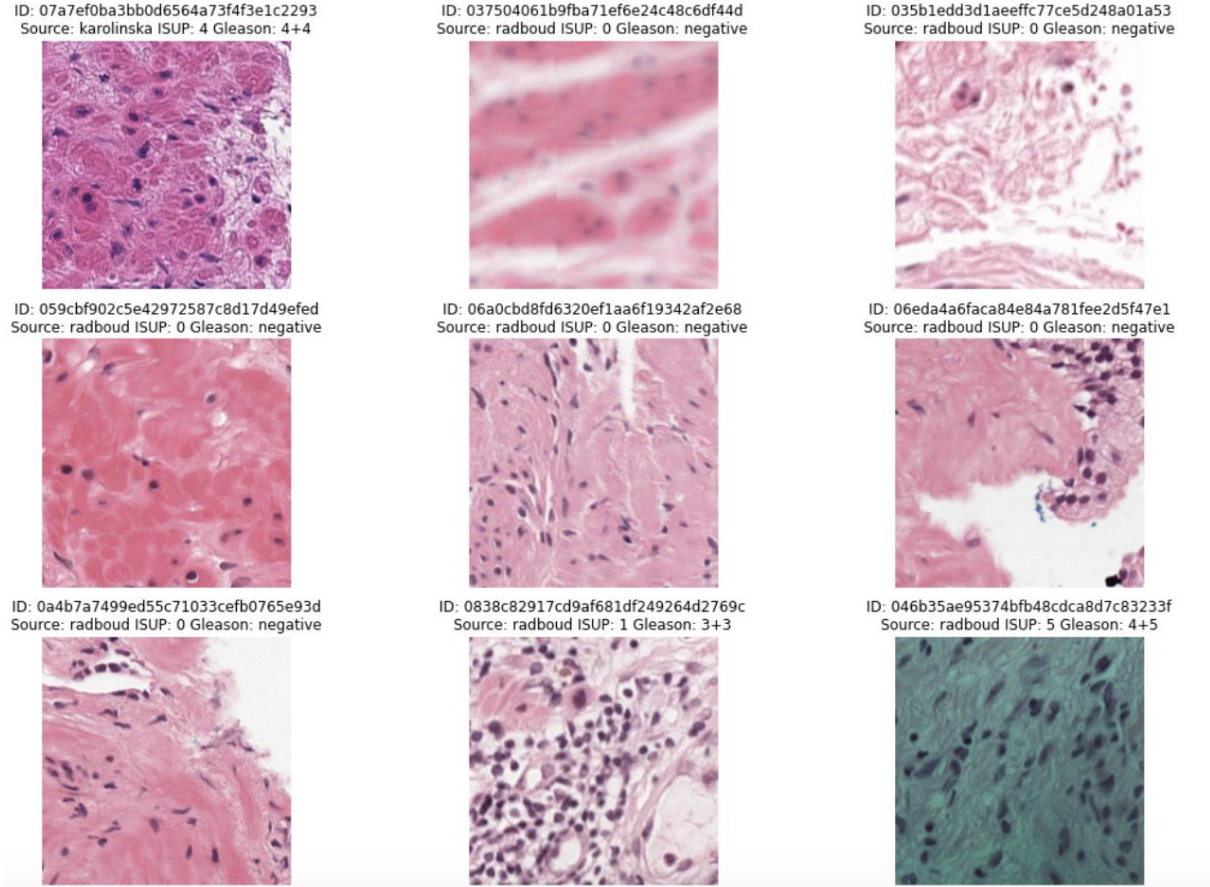 ID: 07a7ef0ba3bb0d6564a73f4f3e1c2293
Source: karolinska ISUP: 4 Gleason: 4+4
ID: 037504061b9fba71ef6e24c48c6df44d
Source: radboud ISUP: 0 Gleason: negative
ID: 035b1edd3d1aeeffc77ce5d248a01a53
Source: radboud ISUP: 0 Gleason: negative
ID: 059cbf902c5e42972587c8d17d49efed
Source: radboud ISUP: 0 Gleason: negative
ID: 06a0cbd8fd6320ef1aa6f19342af2e68
Source: radboud ISUP: 0 Gleason: negative
ID: 06eda4a6faca84e84a781fee2d5f47e1
Source: radboud ISUP: 0 Gleason: negative
ID: 0a4b7a7499ed55c71033cefb0765e93d
Source: radboud ISUP: 0 Gleason: negative
ID: 0838c82917cd9af681df249264d2769c
Source: radboud ISUP: 1 Gleason: 3+3
ID: 046b35ae95374bfb48cdca8d7c83233f
Source: radboud ISUP: 5 Gleason: 4+5